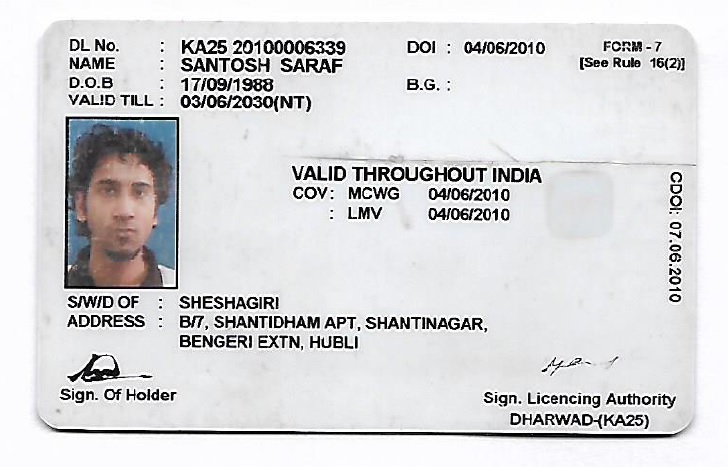 DL No. : KA25 20100006339 DOI : 04/06/2010 FORM - 7
NAME : SANTOSH SARAF [See Rule 16(2)]
D.O.B : 17/09/1988 B.G. :
VALID TILL : 03/06/2030(NT)
VALID THROUGHOUT INDIA
COV: MCWG 04/06/2010
: LMV 04/06/2010
CDOI: 07.06.2010
S/W/D OF : SHESHAGIRI
ADDRESS : B/7, SHANTIDHAM APT, SHANTINAGAR,
BENGERI EXTN, HUBLI
Sign. Of Holder
Sign. Licencing Authority
DHARWAD-(KA25)